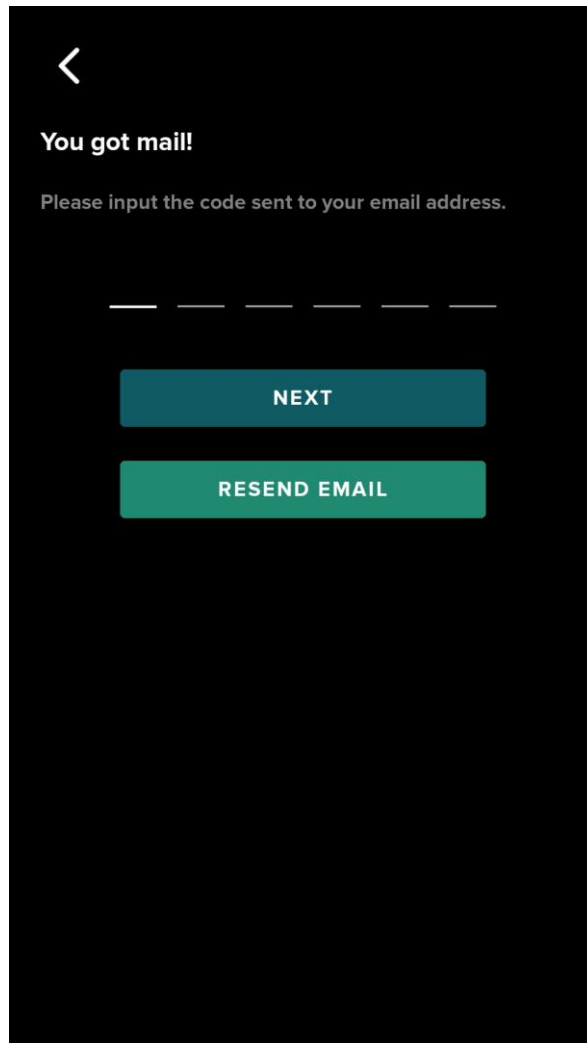 You got mail!
Please input the code sent to your email address.
NEXT
RESEND EMAIL